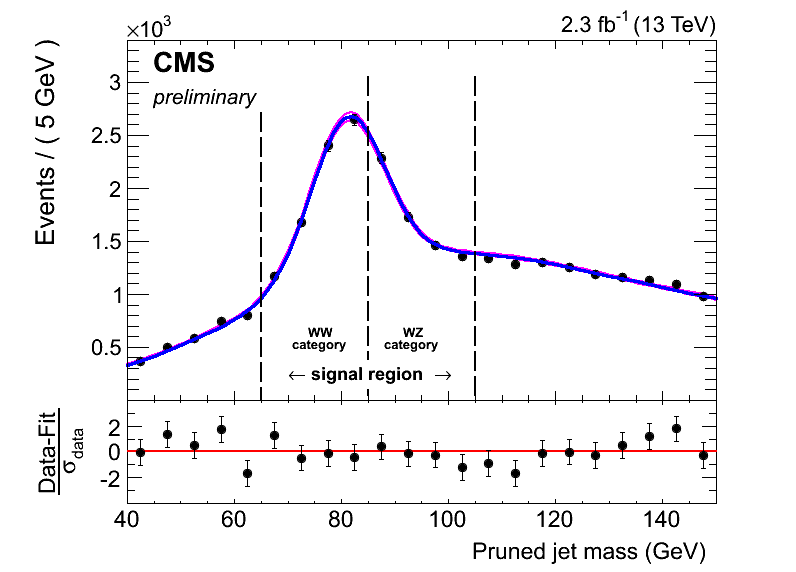 ×10³
2.3 fb⁻¹ (13 TeV)
CMS
preliminary
Events / ( 5 GeV )
3
2.5
2
1.5
1
0.5
WW
category
WZ
category
← signal region →
Data-Fit
σdata
2
0
-2
40 60 80 100 120 140
Pruned jet mass (GeV)